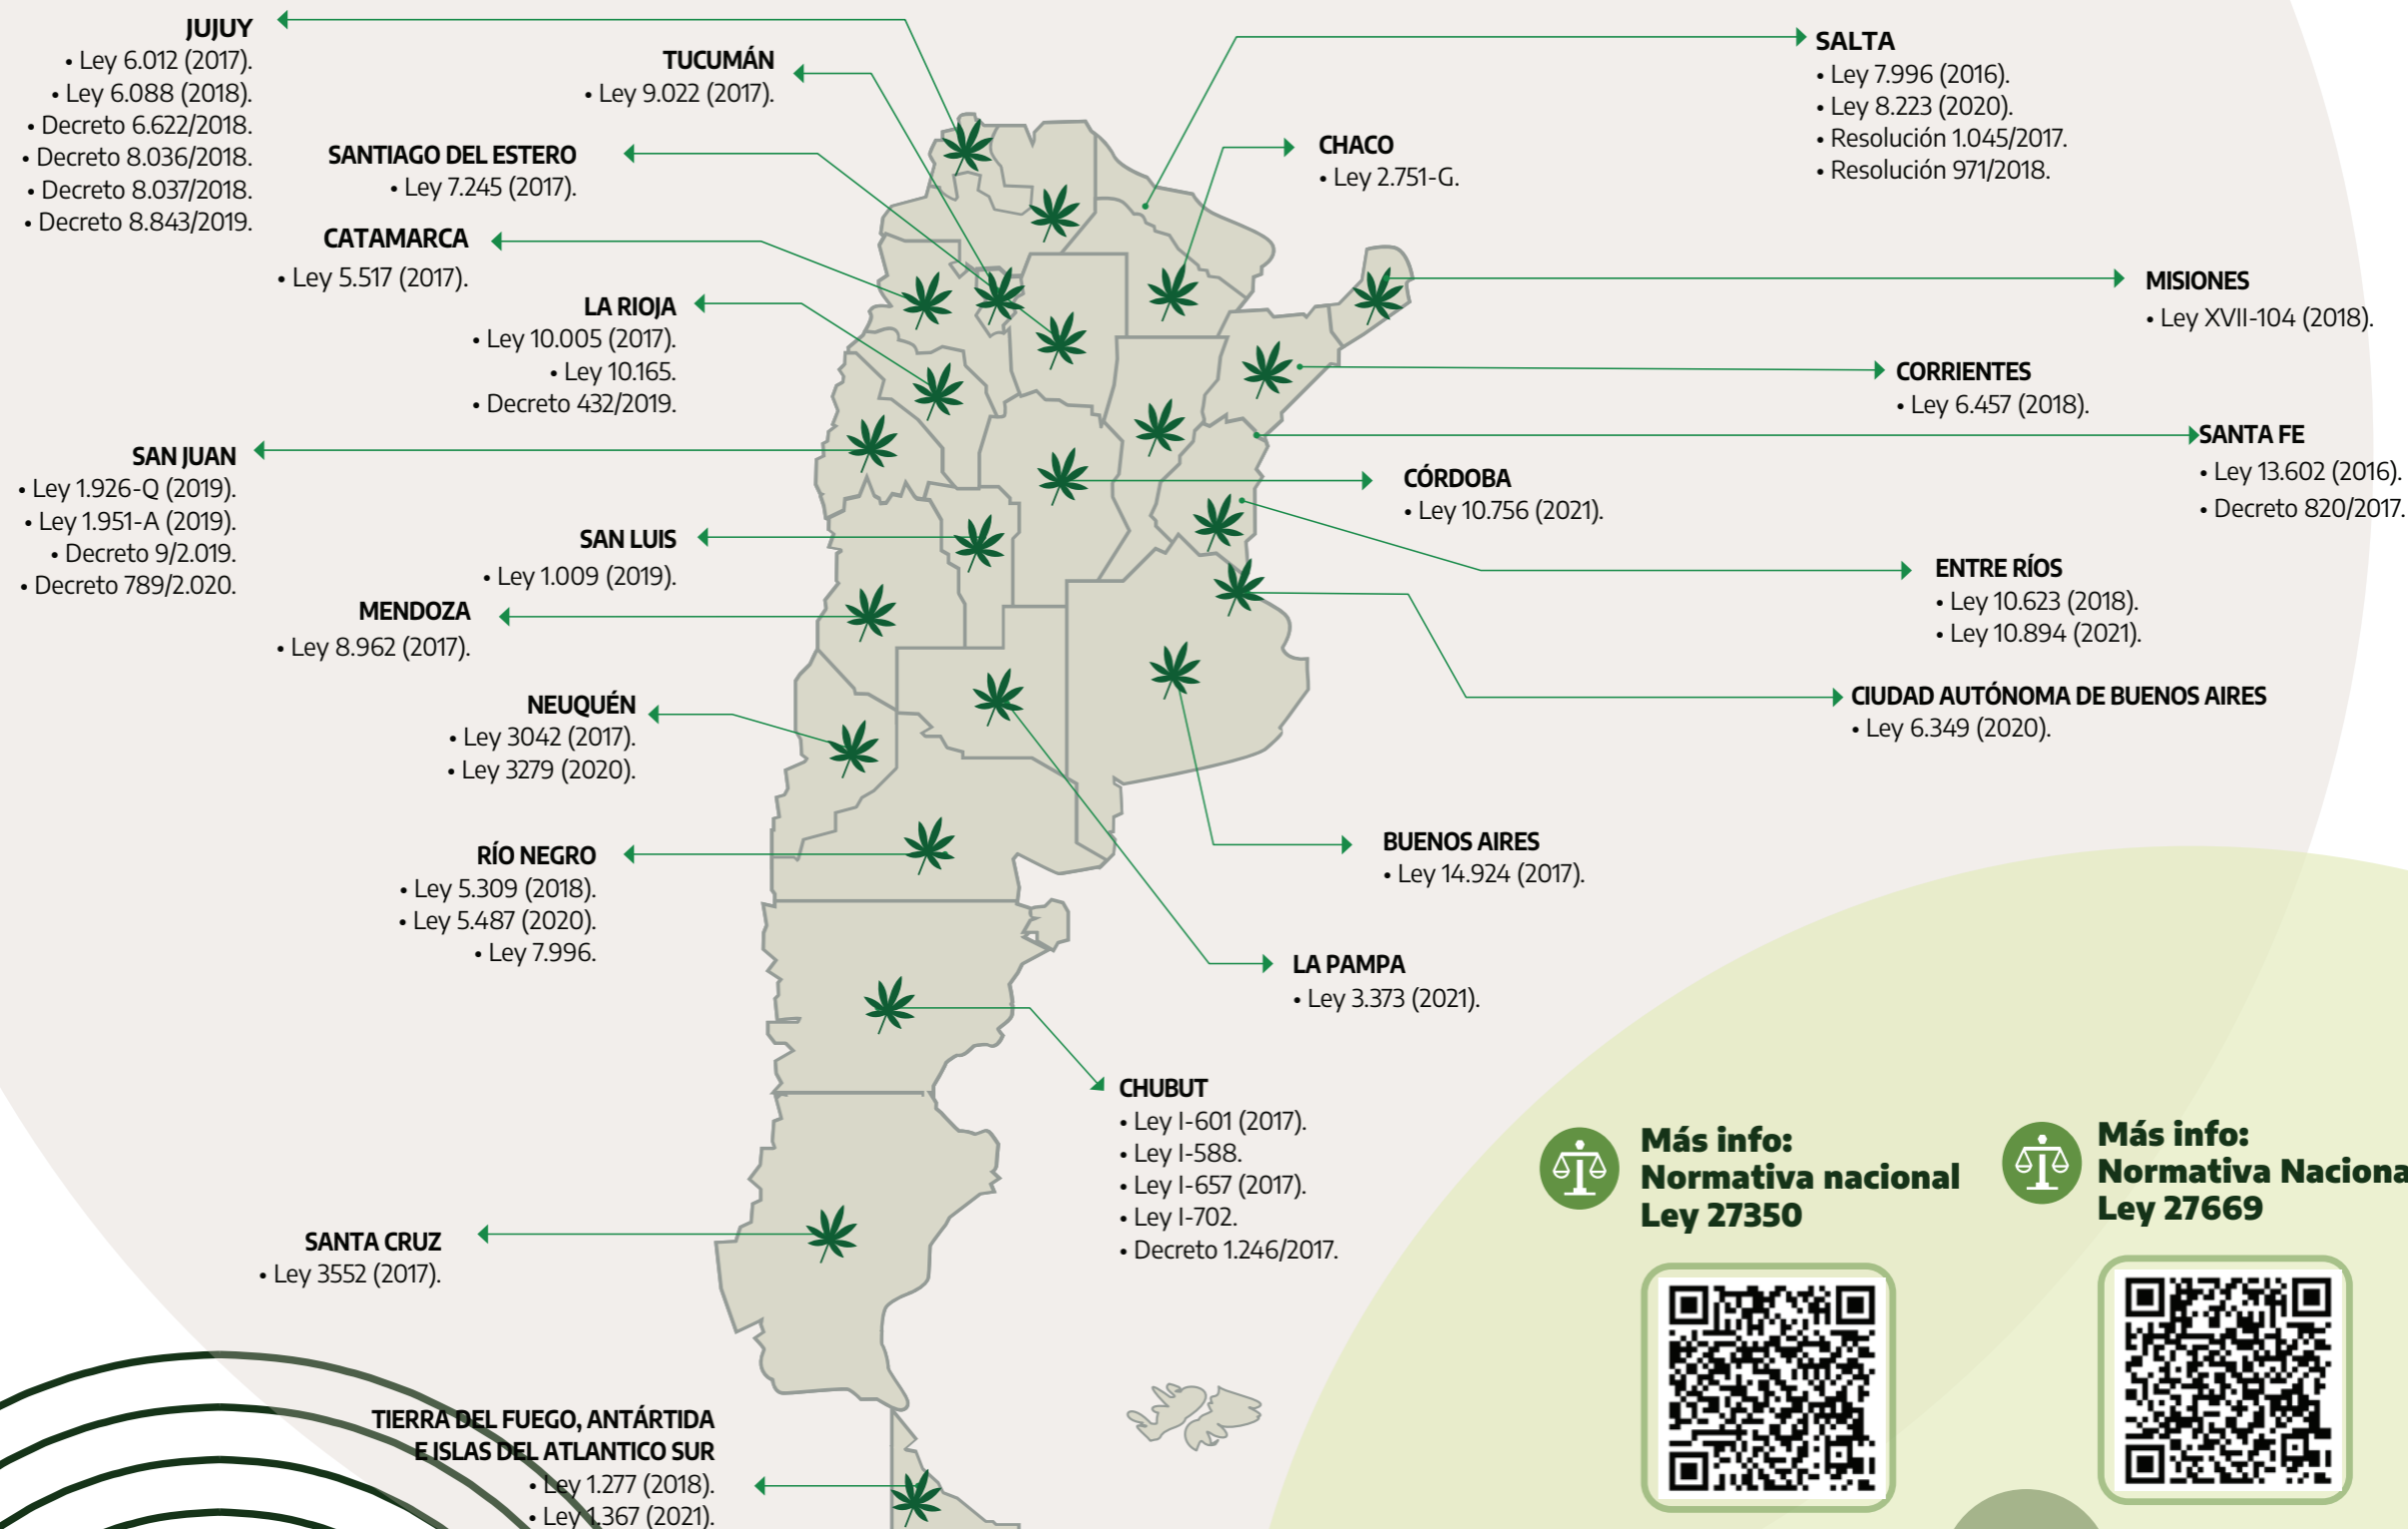 JUJUY
• Ley 6.012 (2017).
• Ley 6.088 (2018).
• Decreto 6.622/2018.
• Decreto 8.036/2018.
• Decreto 8.037/2018.
• Decreto 8.843/2019.
TUCUMÁN
• Ley 9.022 (2017).
SANTIAGO DEL ESTERO
• Ley 7.245 (2017).
CATAMARCA
• Ley 5.517 (2017).
LA RIOJA
• Ley 10.005 (2017).
• Ley 10.165.
• Decreto 432/2019.
SAN JUAN
• Ley 1.926-Q (2019).
• Ley 1.951-A (2019).
• Decreto 9/2.019.
• Decreto 789/2.020.
SAN LUIS
• Ley 1.009 (2019).
MENDOZA
• Ley 8.962 (2017).
NEUQUÉN
• Ley 3042 (2017).
• Ley 3279 (2020).
RÍO NEGRO
• Ley 5.309 (2018).
• Ley 5.487 (2020).
• Ley 7.996.
SANTA CRUZ
• Ley 3552 (2017).
TIERRA DEL FUEGO, ANTÁRTIDA
E ISLAS DEL ATLANTICO SUR
• Ley 1.277 (2018).
• Ley 1.367 (2021).
SALTA
• Ley 7.996 (2016).
• Ley 8.223 (2020).
• Resolución 1.045/2017.
• Resolución 971/2018.
CHACO
• Ley 2.751-G.
MISIONES
• Ley XVII-104 (2018).
CORRIENTES
• Ley 6.457 (2018).
SANTA FE
• Ley 13.602 (2016).
• Decreto 820/2017.
CÓRDOBA
• Ley 10.756 (2021).
ENTRE RÍOS
• Ley 10.623 (2018).
• Ley 10.894 (2021).
CIUDAD AUTÓNOMA DE BUENOS AIRES
• Ley 6.349 (2020).
BUENOS AIRES
• Ley 14.924 (2017).
LA PAMPA
• Ley 3.373 (2021).
CHUBUT
• Ley I-601 (2017).
• Ley I-588.
• Ley I-657 (2017).
• Ley I-702.
• Decreto 1.246/2017.
Más info:
Normativa nacional
Ley 27350
Más info:
Normativa Naciona
Ley 27669